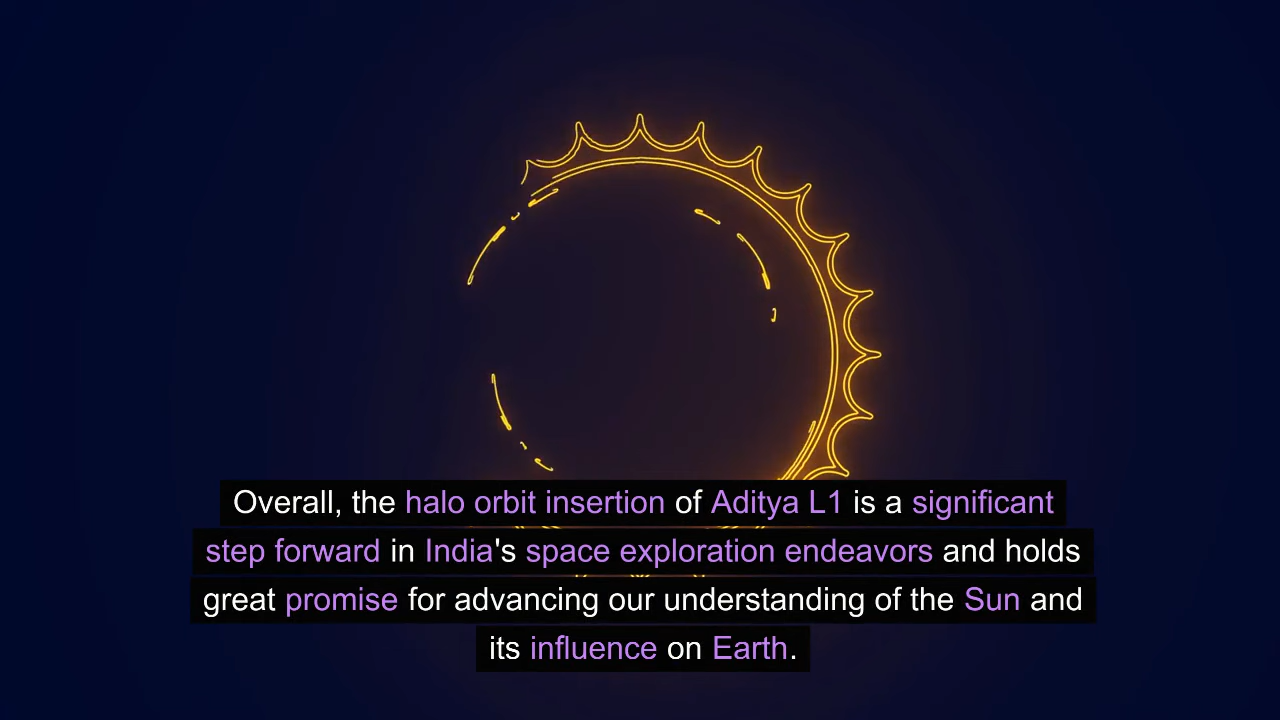 Overall, the halo orbit insertion of Aditya L1 is a significant
step forward in India's space exploration endeavors and holds
great promise for advancing our understanding of the Sun and
its influence on Earth.